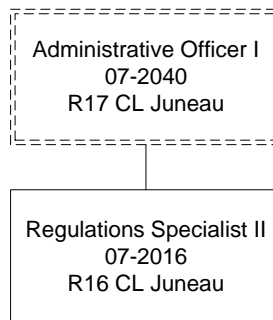 Administrative Officer I
07-2040
R17 CL Juneau
Regulations Specialist II
07-2016
R16 CL Juneau